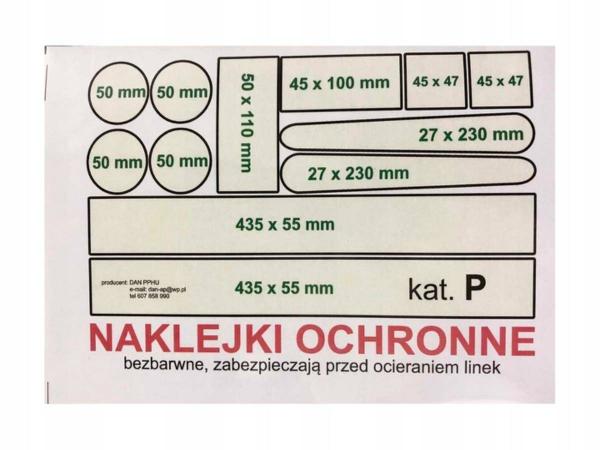 50 mm
50 mm
50 x 110 mm
45 x 100 mm
45 x 47
45 x 47
50 mm
50 mm
27 x 230 mm
27 x 230 mm
435 x 55 mm
producent: DAN PPHU
e-mail: dan-ap@wp.pl
tel 607 858 990
435 x 55 mm
kat. P
NAKLEJKI OCHRONNE
bezbarwne, zabezpieczają przed ocieraniem linek